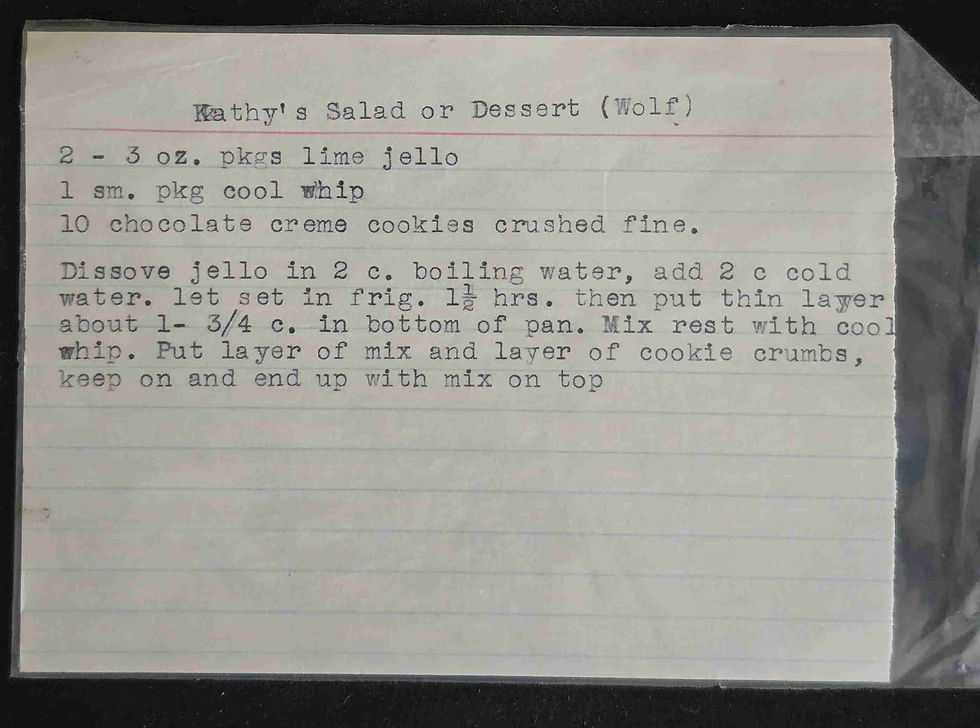 Kathy's Salad or Dessert (Wolf)
2 - 3 oz. pkgs lime jello
1 sm. pkg cool whip
10 chocolate creme cookies crushed fine.
Dissove jello in 2 c. boiling water, add 2 c cold
water. let set in frig. 1½ hrs. then put thin layer
about 1- 3/4 c. in bottom of pan. Mix rest with cool
whip. Put layer of mix and layer of cookie crumbs,
keep on and end up with mix on top